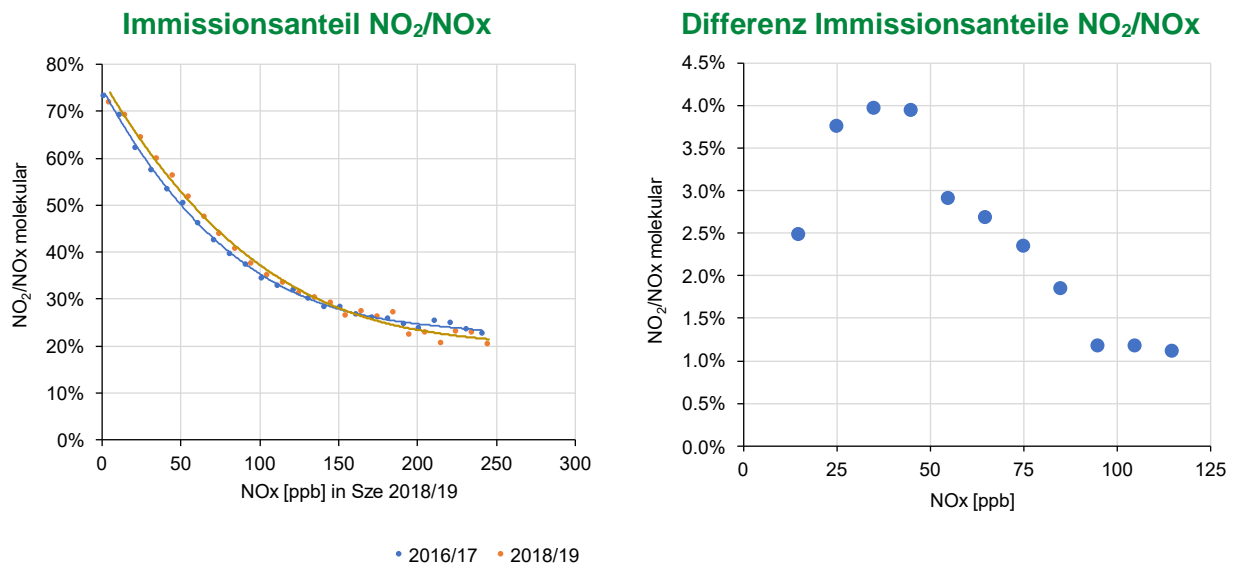 Immissionsanteil NO₂/NOx
80%
70%
60%
50%
40%
30%
20%
10%
0%
NO₂/NOx molekular
0 50 100 150 200 250 300
NOx [ppb] in Sze 2018/19
2016/17 2018/19
Differenz Immissionsanteile NO₂/NOx
4.5%
4.0%
3.5%
3.0%
2.5%
2.0%
1.5%
1.0%
0.5%
0.0%
NO₂/NOx molekular
0 25 50 75 100 125
NOx [ppb]